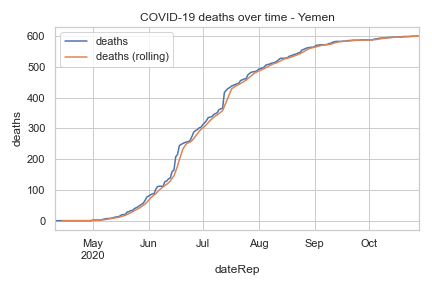 COVID-19 deaths over time - Yemen
deaths
deaths (rolling)
deaths
600
500
400
300
200
100
0
May
2020
Jun
Jul
Aug
Sep
Oct
dateRep